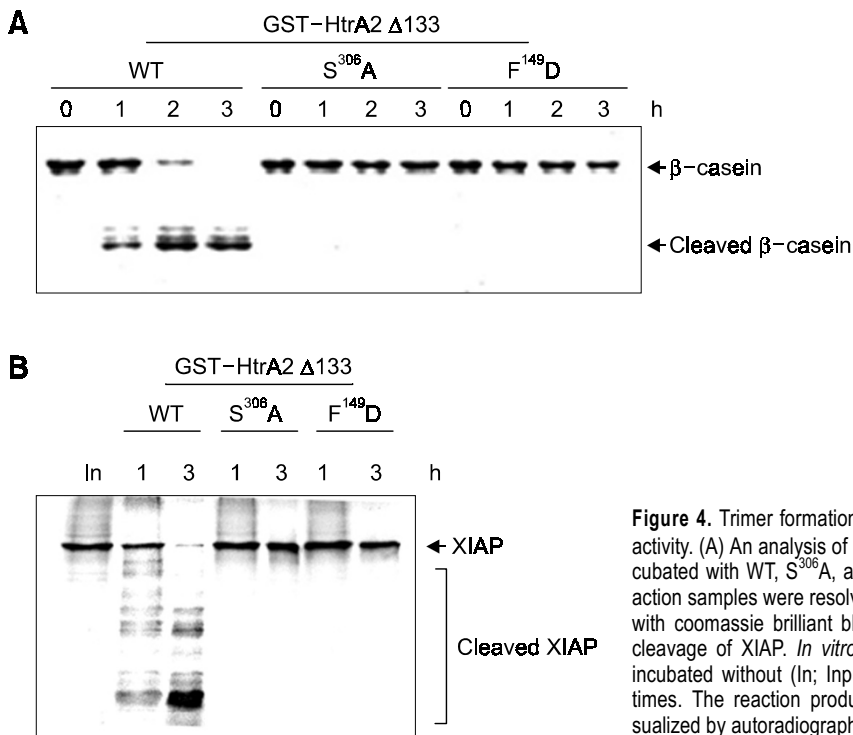 A
GST–HtrA2 Δ133
WT S³⁰⁶A F¹⁴⁹D
0 1 2 3 0 1 2 3 0 1 2 3 h
β–casein
Cleaved β–casein
B
GST–HtrA2 Δ133
WT S³⁰⁶A F¹⁴⁹D
In 1 3 1 3 1 3 h
XIAP
Cleaved XIAP
Figure 4. Trimer formation
activity. (A) An analysis of
cubated with WT, S³⁰⁶A, a
action samples were resolv
with coomassie brilliant bl
cleavage of XIAP. In vitro
incubated without (In; Inp
times. The reaction produ
sualized by autoradiograph